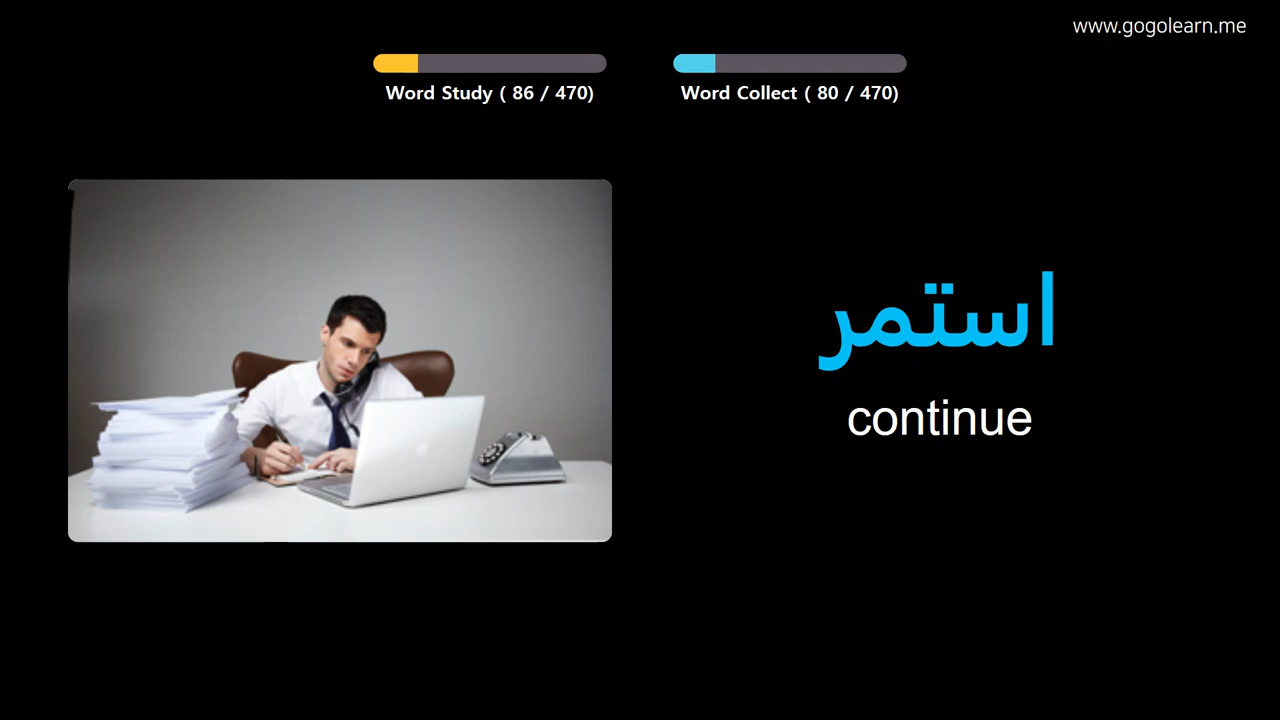 www.gogolearn.me
Word Study ( 86 / 470)
Word Collect ( 80 / 470)
استمر
continue